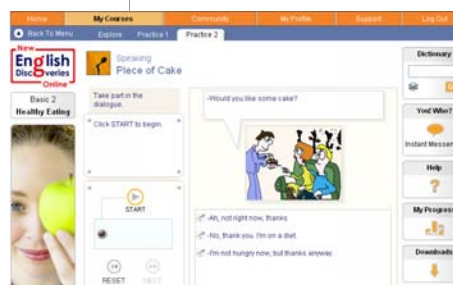 Home My Courses Community My Profile Support Log Out
Back To Menu Explore Practice 1 Practice 2
New
English
Discoveries
Online
Basic 2
Healthy Eating
Speaking
Piece of Cake
Take part in the
dialogue.
Click START to begin.
START
RESET NEXT
-Would you like some cake?
-Ah, not right now, thanks.
-No, thank you. I'm on a diet.
-I'm not hungry now, but thanks anyway.
Dictionary
You? Who?
Instant Messen
Help
?
My Progress
Downloads